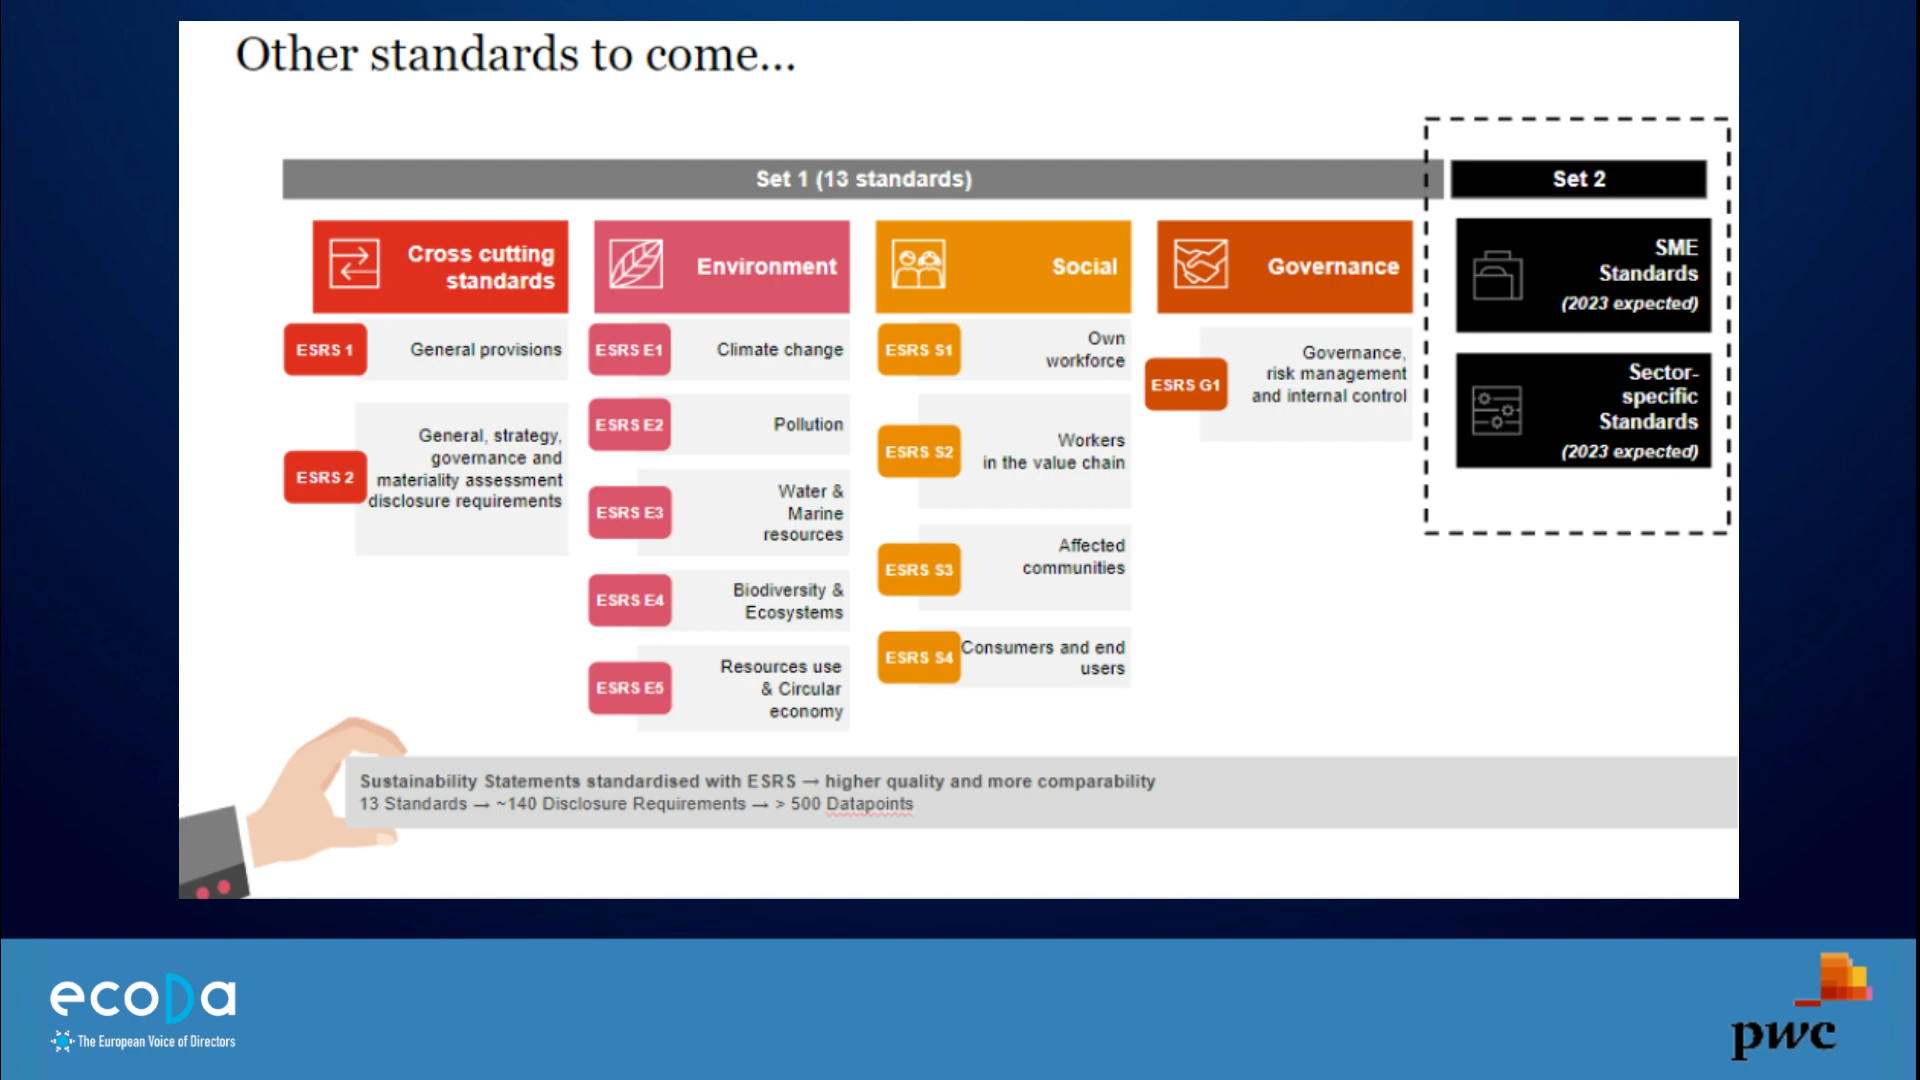 Other standards to come...
Set 1 (13 standards)
Set 2
Cross cutting
standards
ESRS 1
General provisions
ESRS 2
General, strategy,
governance and
materiality assessment
disclosure requirements
Environment
ESRS E1
Climate change
ESRS E2
Pollution
ESRS E3
Water &
Marine
resources
ESRS E4
Biodiversity &
Ecosystems
ESRS E5
Resources use
& Circular
economy
Social
ESRS S1
Own
workforce
ESRS S2
Workers
in the value chain
ESRS S3
Affected
communities
ESRS S4
Consumers and end
users
Governance
ESRS G1
Governance,
risk management
and internal control
SME
Standards
(2023 expected)
Sector-
specific
Standards
(2023 expected)
Sustainability Statements standardised with ESRS → higher quality and more comparability
13 Standards → ~140 Disclosure Requirements → > 500 Datapoints
ecoDa
The European Voice of Directors
pwc